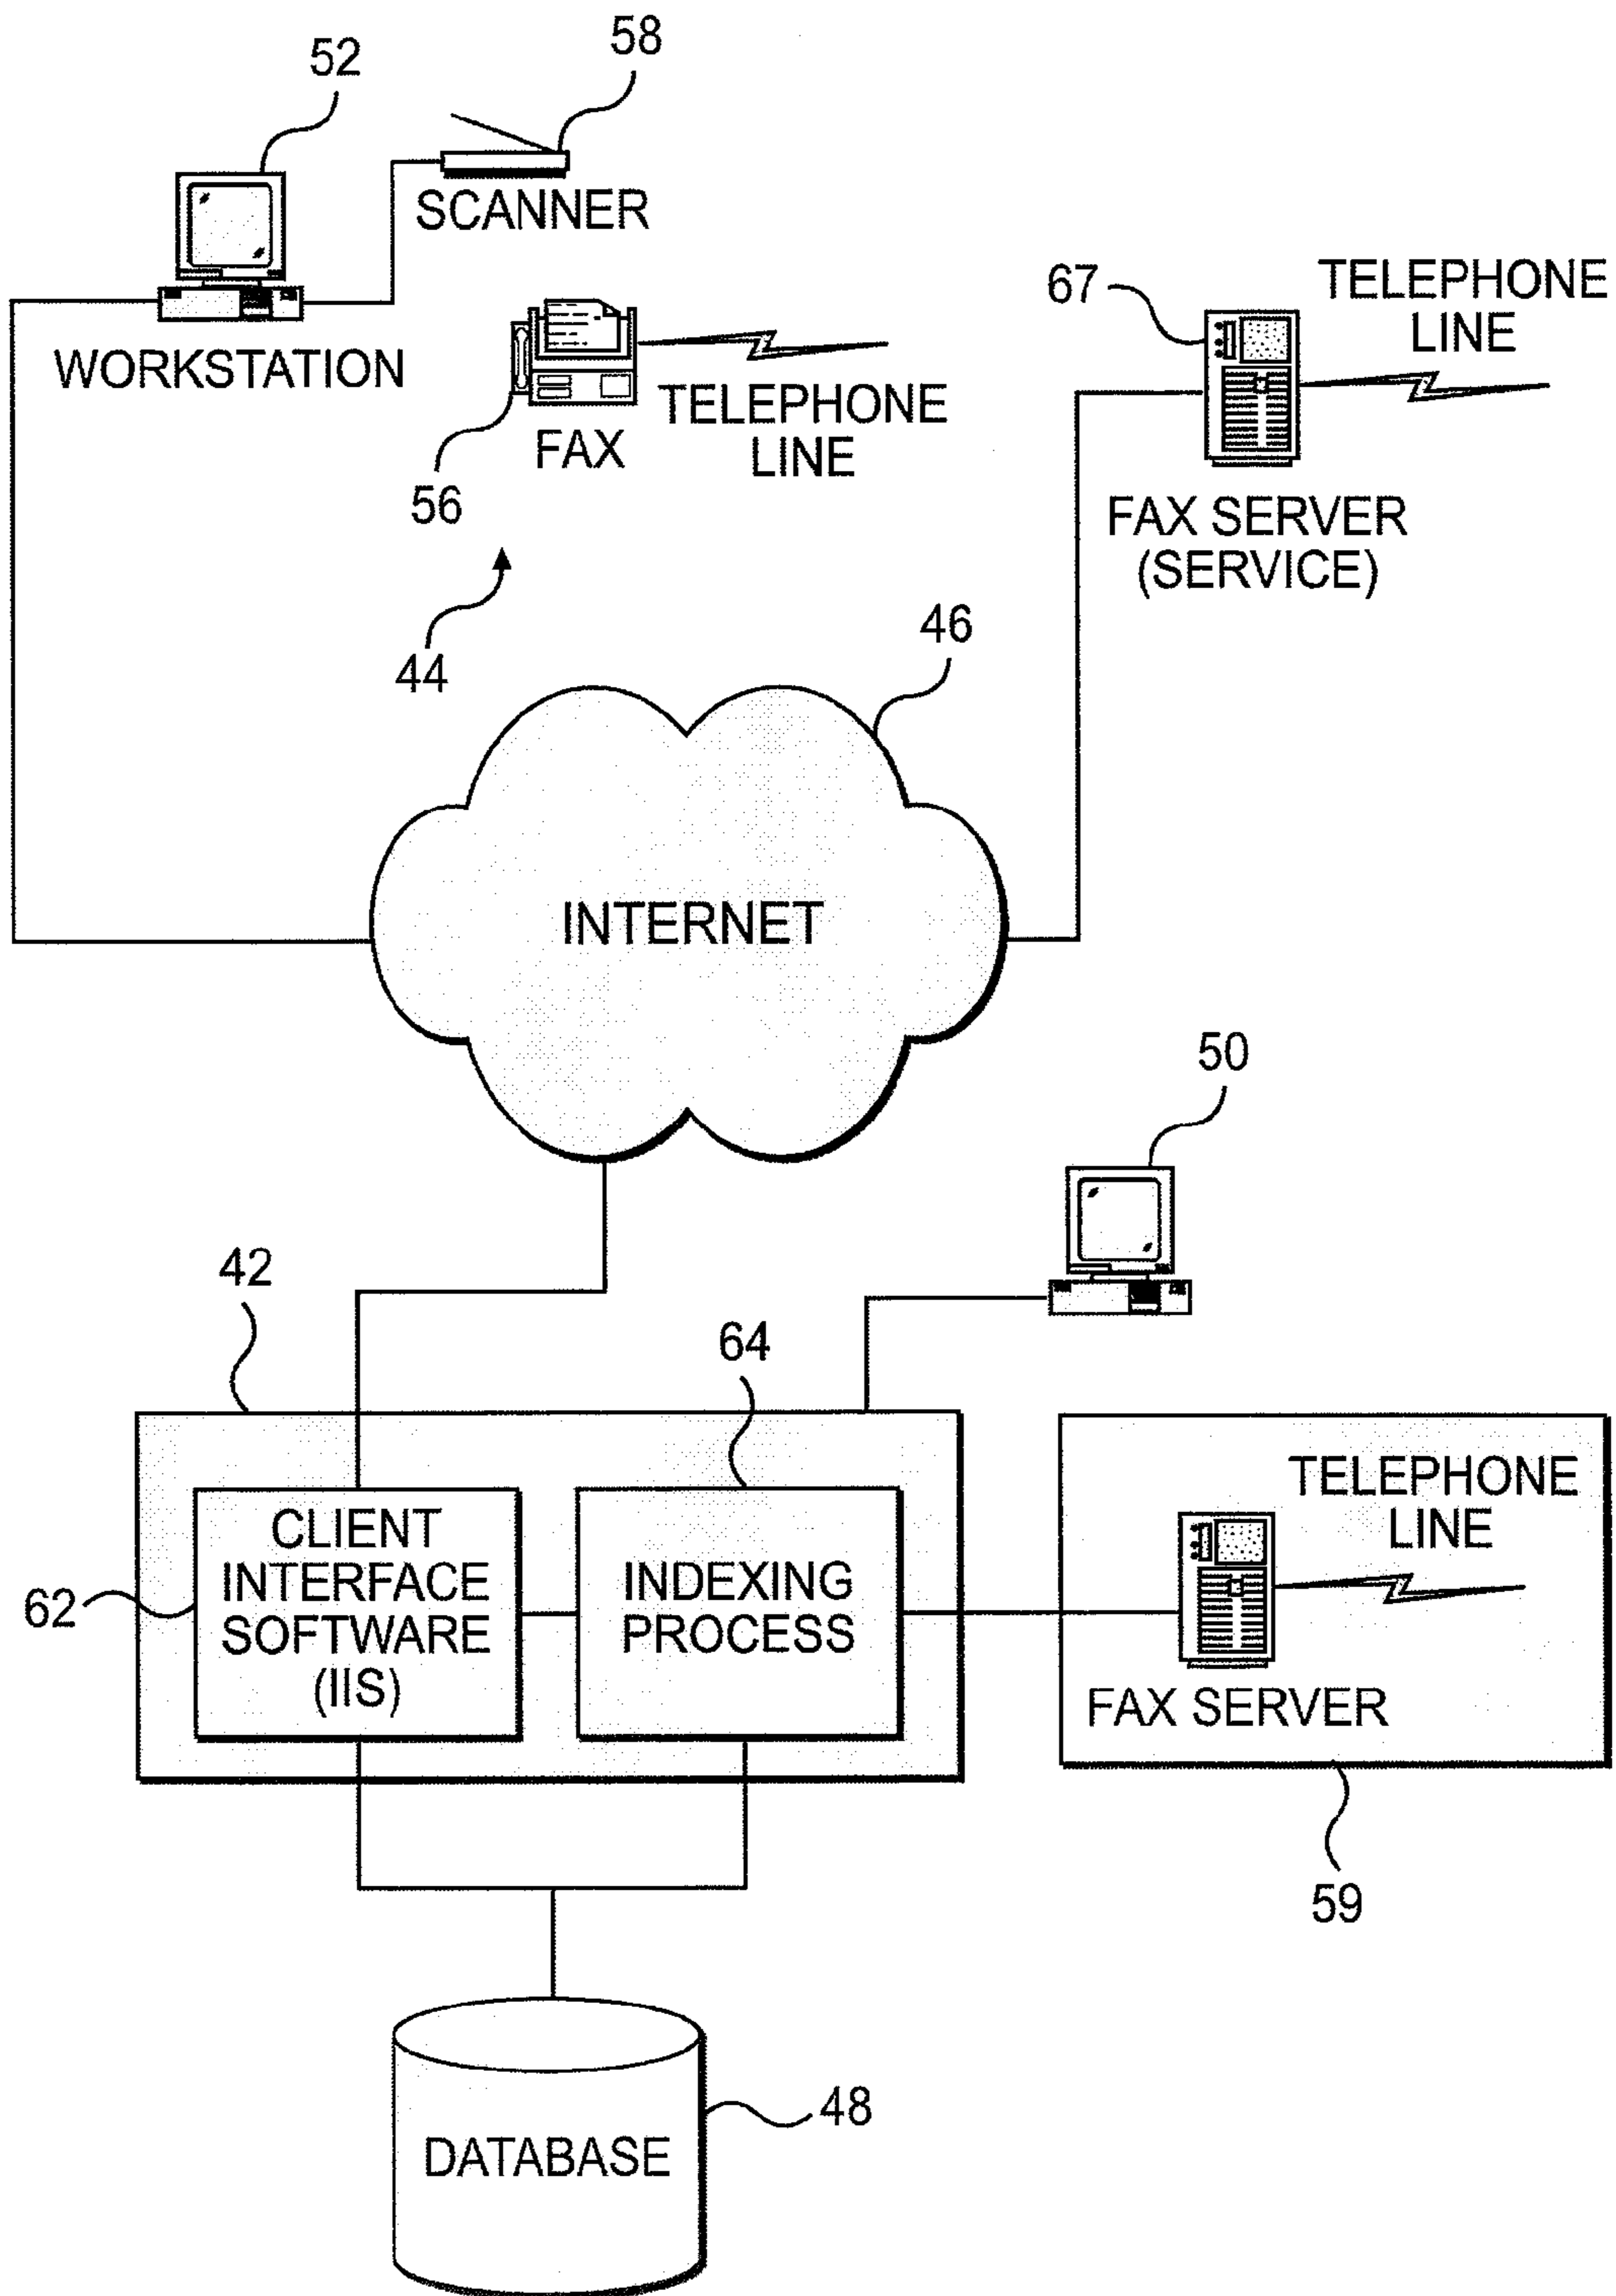 58
52
SCANNER
67
TELEPHONE
LINE
WORKSTATION
TELEPHONE
LINE
56
FAX
FAX SERVER
(SERVICE)
44
46
INTERNET
50
42
64
TELEPHONE
LINE
CLIENT
INTERFACE
SOFTWARE
(IIS)
62
INDEXING
PROCESS
FAX SERVER
59
48
DATABASE